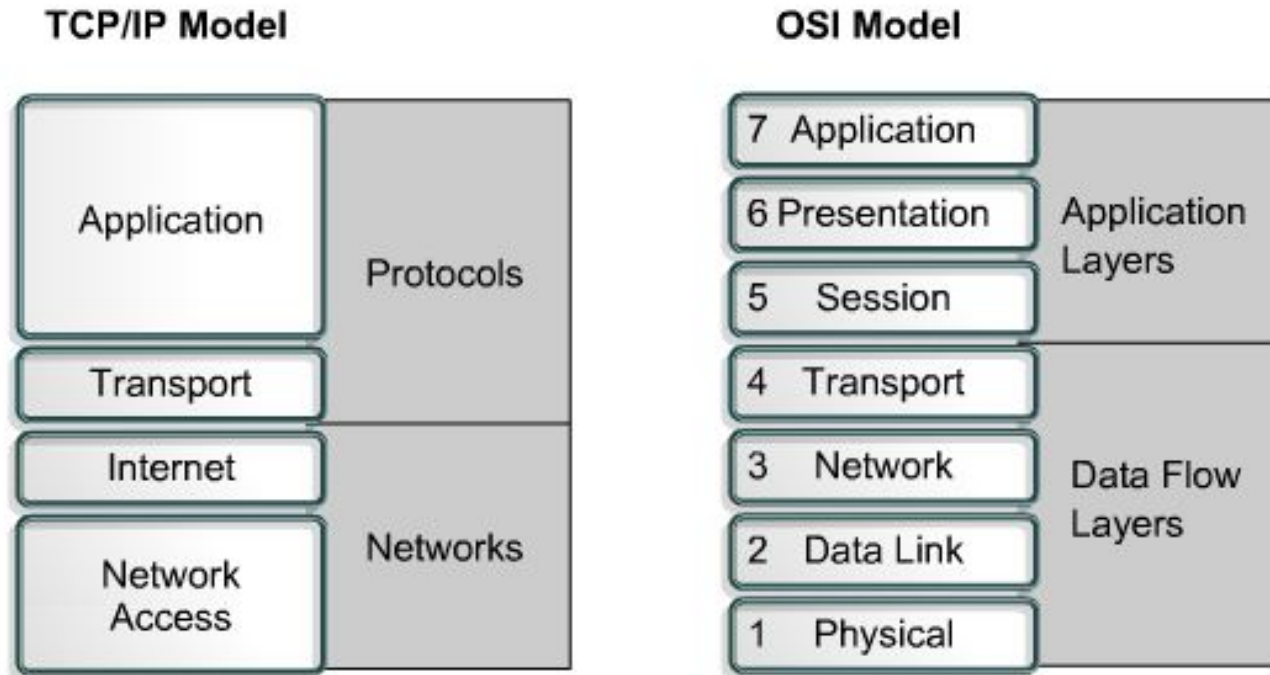 TCP/IP Model
Application
Transport
Internet
Network
Access
Protocols
Networks
OSI Model
7 Application
6 Presentation
5 Session
4 Transport
3 Network
2 Data Link
1 Physical
Application
Layers
Data Flow
Layers